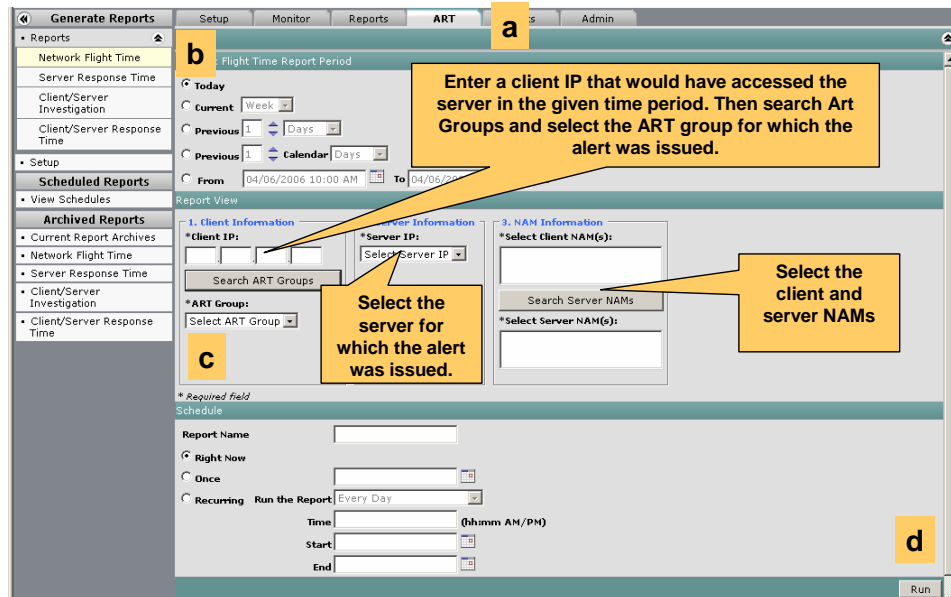 Generate Reports
Setup Monitor Reports ART Admin
a
Reports
b
Flight Time Report Period
Network Flight Time
Server Response Time
Client/Server
Investigation
Client/Server Response
Time
Setup
Scheduled Reports
View Schedules
Archived Reports
Current Report Archives
Network Flight Time
Server Response Time
Client/Server
Investigation
Client/Server Response
Time
Today
Current Week
Previous 1 Days
Previous 1 Calendar Days
From 04/06/2006 10:00 AM To 04/06/
Enter a client IP that would have accessed the
server in the given time period. Then search Art
Groups and select the ART group for which the
alert was issued.
Report View
1. Client Information
*Client IP:
Search ART Groups
*ART Group:
Select ART Group
c
Server Information
*Server IP:
Select Server IP
Select the
server for
which the alert
was issued.
3. NAM Information
*Select Client NAM(s):
Search Server NAMs
*Select Server NAM(s):
Select the
client and
server NAMs
* Required field
Schedule
Report Name
Right Now
Once
Recurring Run the Report Every Day
Time (hh:mm AM/PM)
Start
End
d
Run